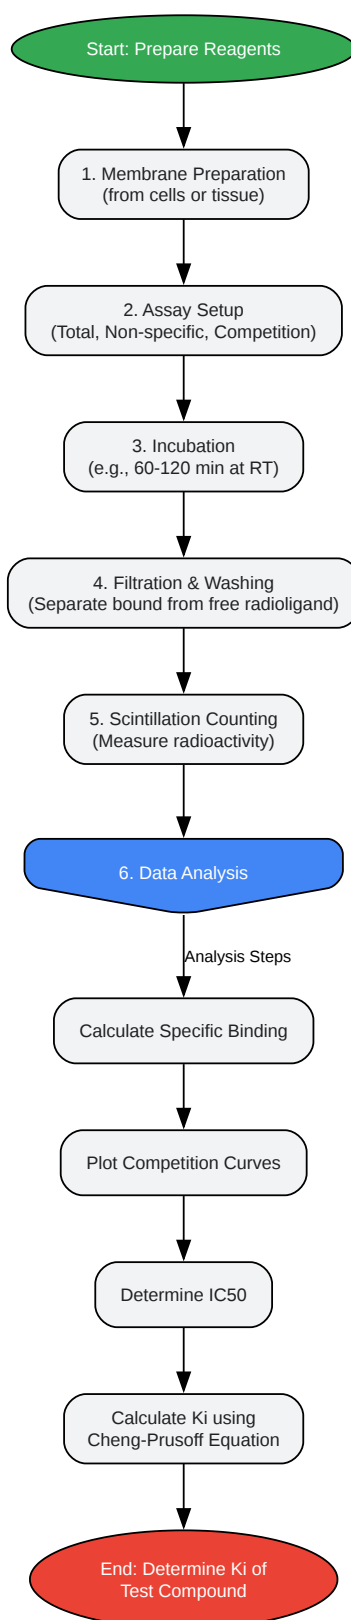 Start: Prepare Reagents
1. Membrane Preparation
(from cells or tissue)
2. Assay Setup
(Total, Non-specific, Competition)
3. Incubation
(e.g., 60-120 min at RT)
4. Filtration & Washing
(Separate bound from free radioligand)
5. Scintillation Counting
(Measure radioactivity)
6. Data Analysis
Analysis Steps
Calculate Specific Binding
Plot Competition Curves
Determine IC50
Calculate Ki using
Cheng-Prusoff Equation
End: Determine Ki of
Test Compound